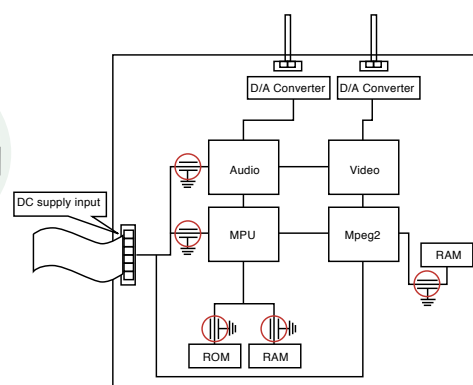 D/A Converter
D/A Converter
Audio
Video
DC supply input
MPU
Mpeg2
RAM
ROM
RAM